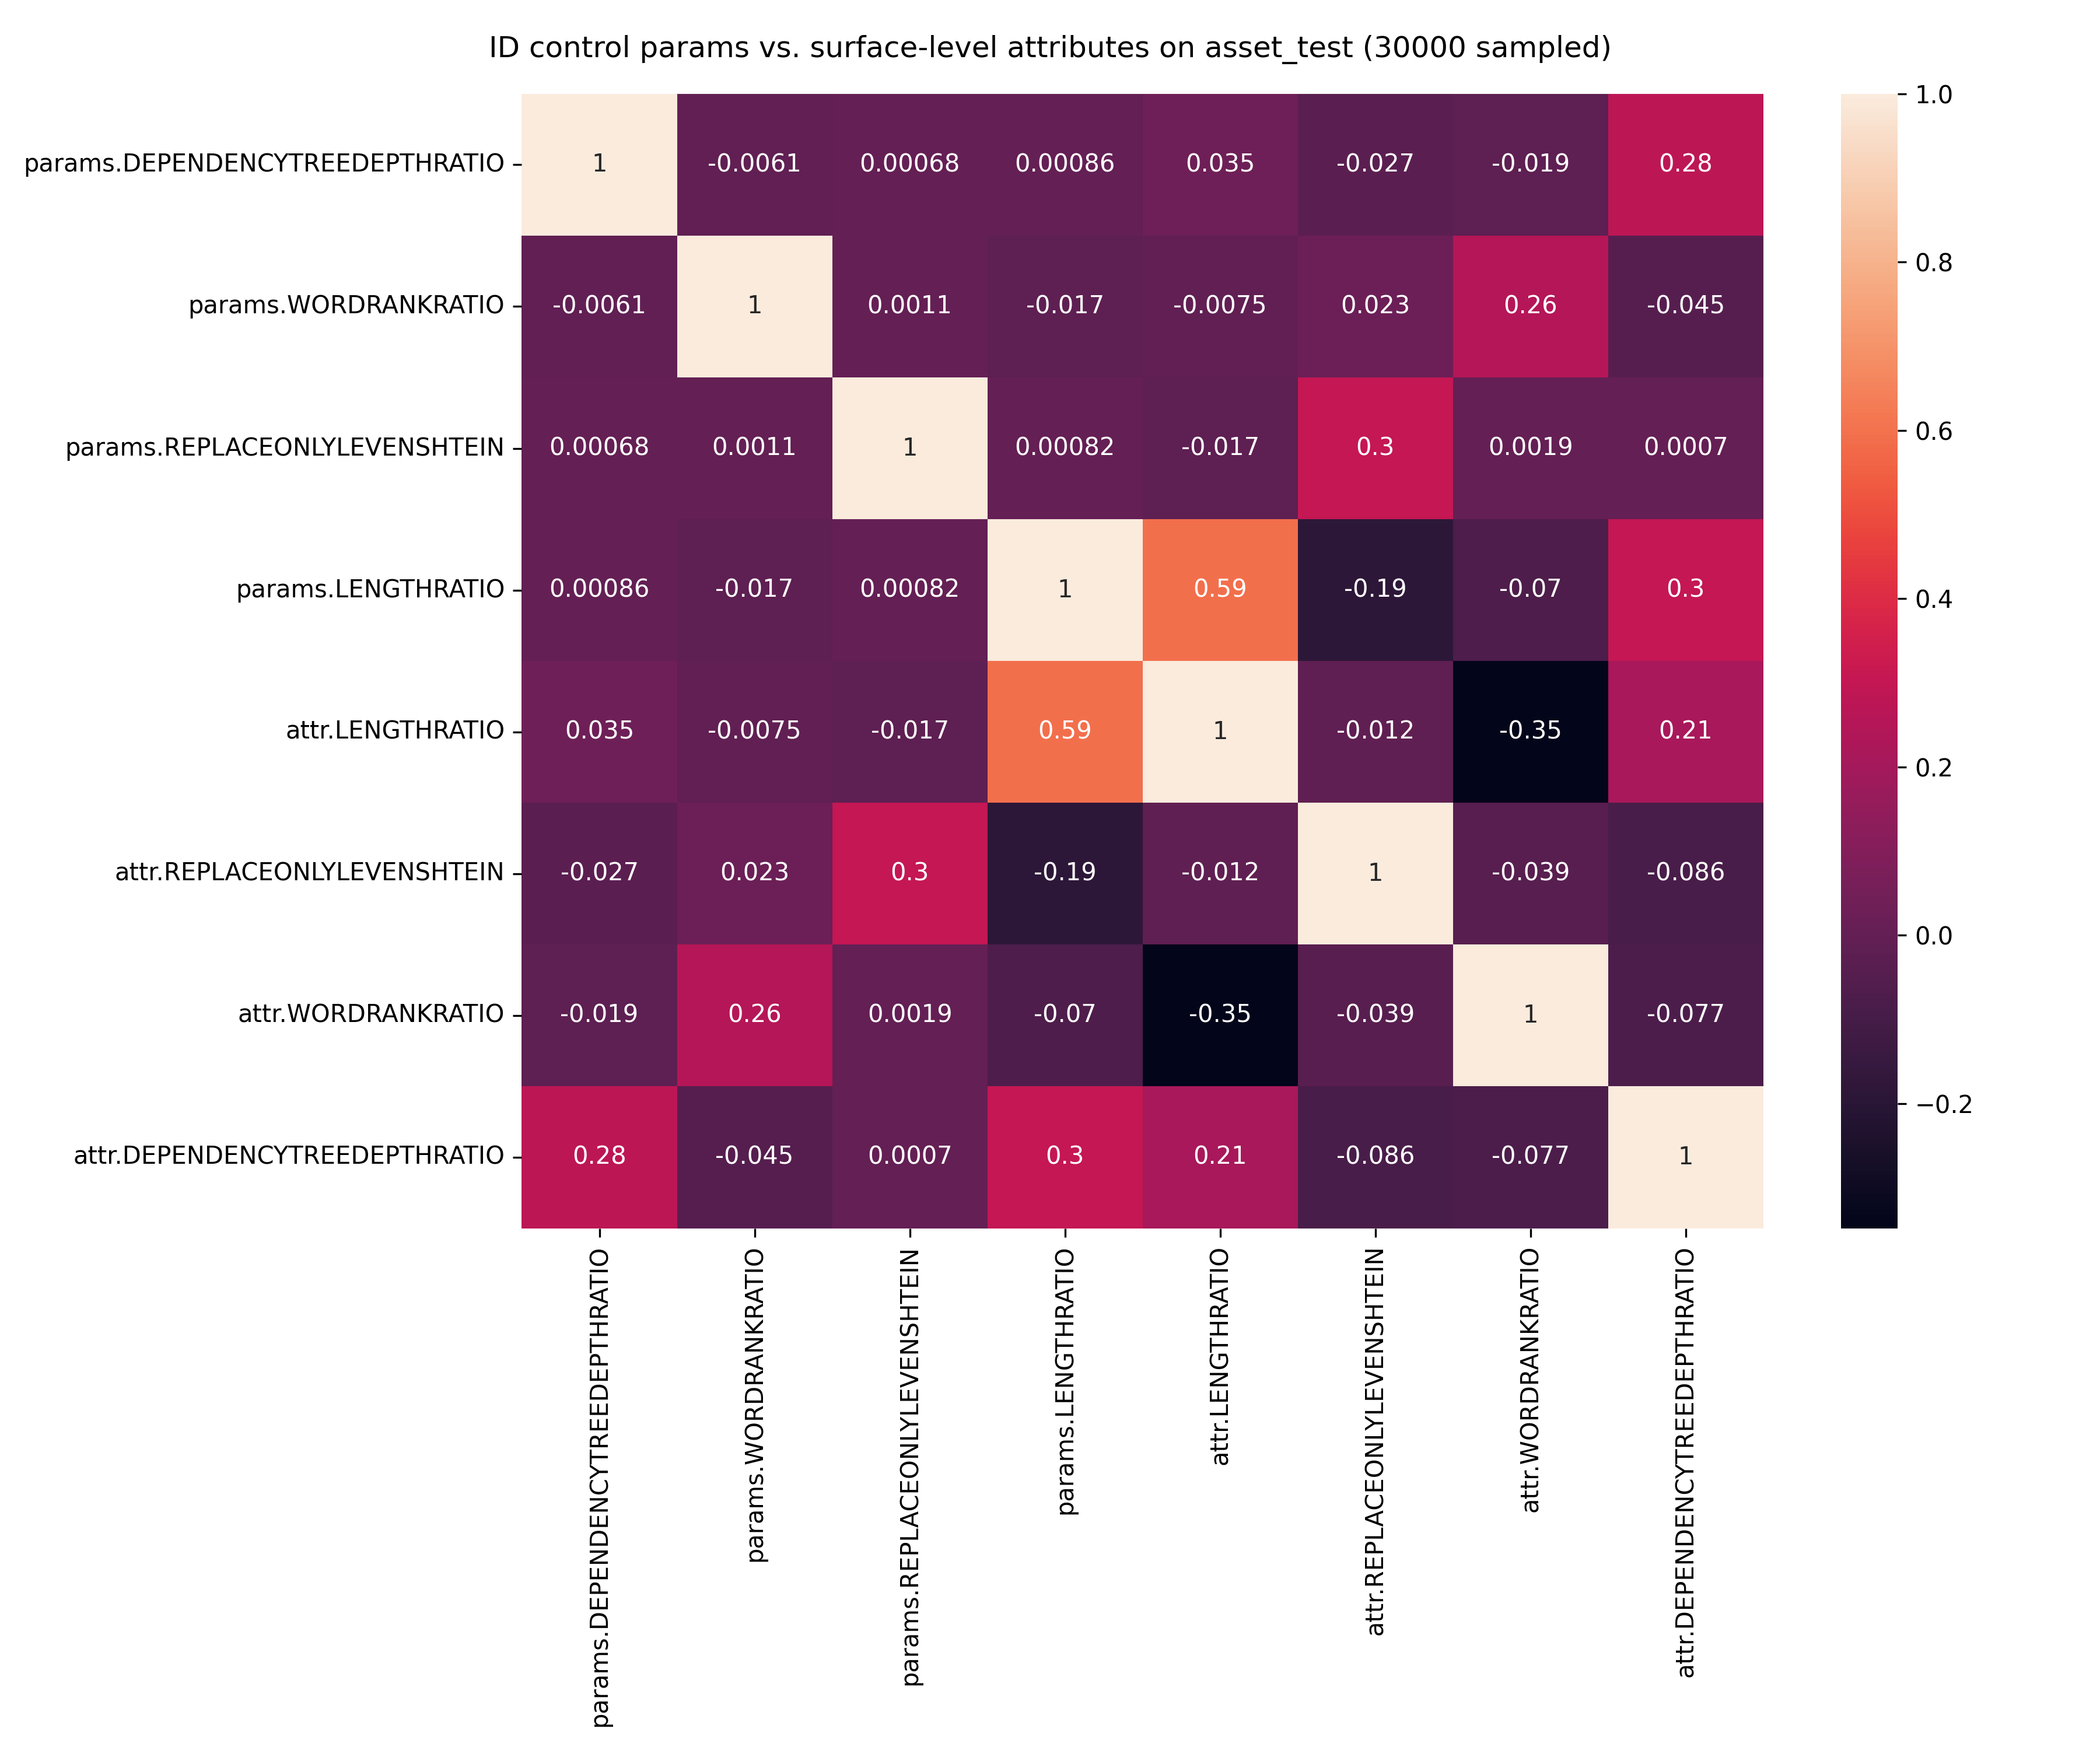 ID control params vs. surface-level attributes on asset_test (30000 sampled)
params.DEPENDENCYTREEDEPTHRATIO 1 -0.0061 0.00068 0.00086 0.035 -0.027 -0.019 0.28
params.WORDRANKRATIO -0.0061 1 0.0011 -0.017 -0.0075 0.023 0.26 -0.045
params.REPLACEONLYLEVENSHTEIN 0.00068 0.0011 1 0.00082 -0.017 0.3 0.0019 0.0007
params.LENGTHRATIO 0.00086 -0.017 0.00082 1 0.59 -0.19 -0.07 0.3
attr.LENGTHRATIO 0.035 -0.0075 -0.017 0.59 1 -0.012 -0.35 0.21
attr.REPLACEONLYLEVENSHTEIN -0.027 0.023 0.3 -0.19 -0.012 1 -0.039 -0.086
attr.WORDRANKRATIO -0.019 0.26 0.0019 -0.07 -0.35 -0.039 1 -0.077
attr.DEPENDENCYTREEDEPTHRATIO 0.28 -0.045 0.0007 0.3 0.21 -0.086 -0.077 1
params.DEPENDENCYTREEDEPTHRATIO
params.WORDRANKRATIO
params.REPLACEONLYLEVENSHTEIN
params.LENGTHRATIO
attr.LENGTHRATIO
attr.REPLACEONLYLEVENSHTEIN
attr.WORDRANKRATIO
attr.DEPENDENCYTREEDEPTHRATIO
1.0
0.8
0.6
0.4
0.2
0.0
−0.2